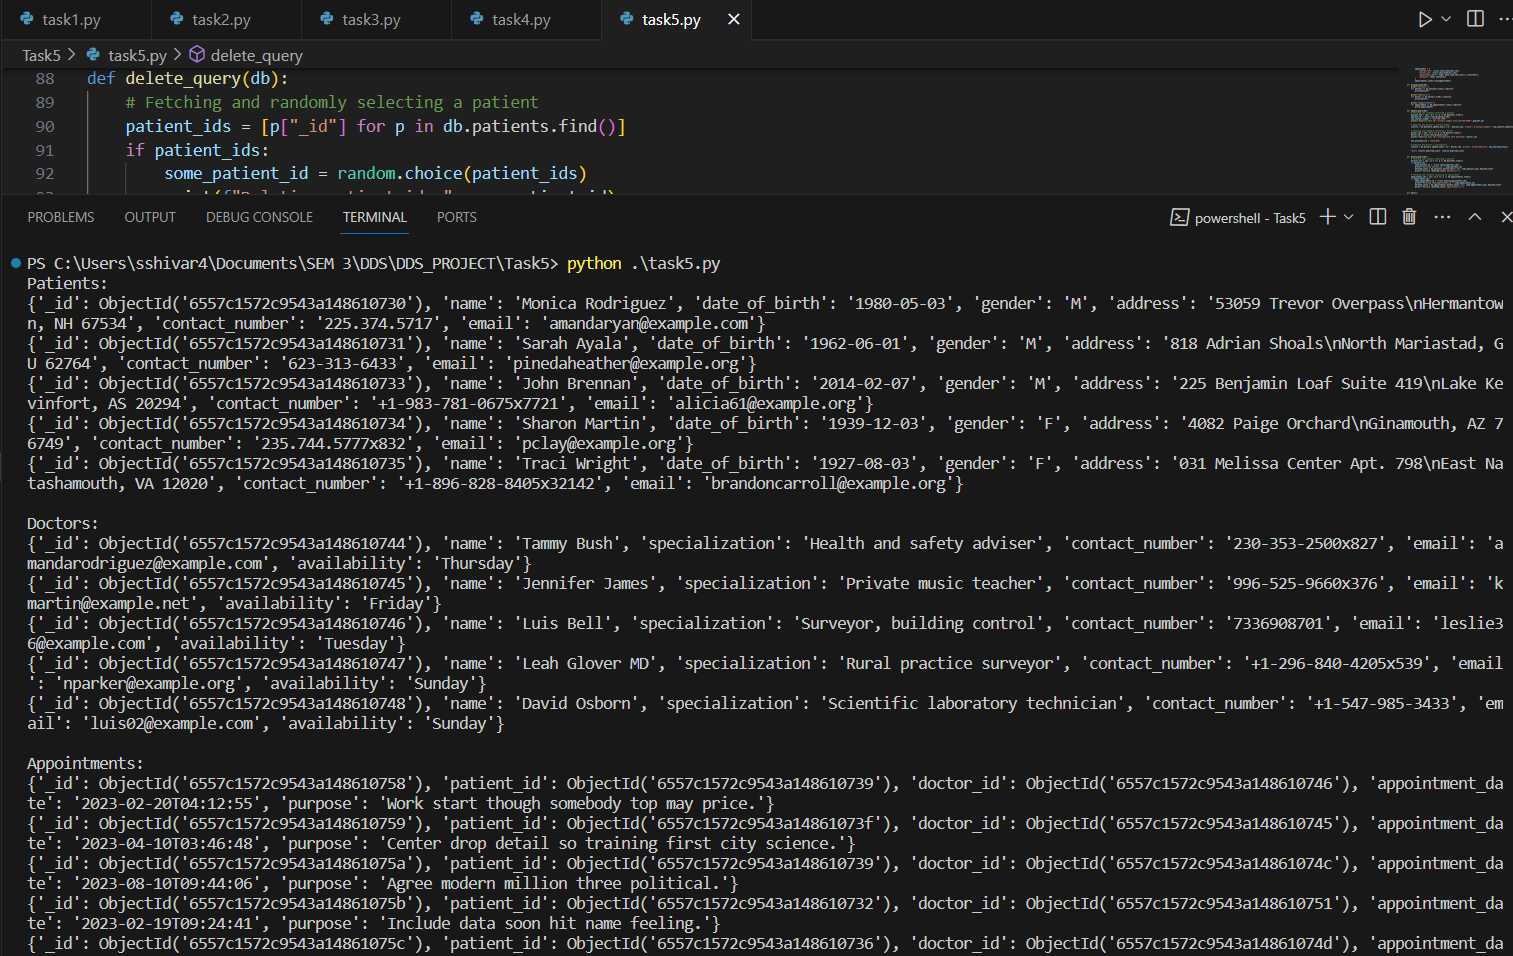 task1.py task2.py task3.py task4.py task5.py
Task5 > task5.py > delete_query
88 def delete_query(db):
89 # Fetching and randomly selecting a patient
90 patient_ids = [p["_id"] for p in db.patients.find()]
91 if patient_ids:
92 some_patient_id = random.choice(patient_ids)
PROBLEMS OUTPUT DEBUG CONSOLE TERMINAL PORTS powershell - Task5
PS C:\Users\sshivar4\Documents\SEM 3\DDS\DDS_PROJECT\Task5> python .\task5.py
Patients:
{'_id': ObjectId('6557c1572c9543a148610730'), 'name': 'Monica Rodriguez', 'date_of_birth': '1980-05-03', 'gender': 'M', 'address': '53059 Trevor Overpass\nHermantow
n, NH 67534', 'contact_number': '225.374.5717', 'email': 'amandaryan@example.com'}
{'_id': ObjectId('6557c1572c9543a148610731'), 'name': 'Sarah Ayala', 'date_of_birth': '1962-06-01', 'gender': 'M', 'address': '818 Adrian Shoals\nNorth Mariastad, G
U 62764', 'contact_number': '623-313-6433', 'email': 'pinedaheather@example.org'}
{'_id': ObjectId('6557c1572c9543a148610733'), 'name': 'John Brennan', 'date_of_birth': '2014-02-07', 'gender': 'M', 'address': '225 Benjamin Loaf Suite 419\nLake Ke
vinfort, AS 20294', 'contact_number': '+1-983-781-0675x7721', 'email': 'alicia61@example.org'}
{'_id': ObjectId('6557c1572c9543a148610734'), 'name': 'Sharon Martin', 'date_of_birth': '1939-12-03', 'gender': 'F', 'address': '4082 Paige Orchard\nGinamouth, AZ 7
6749', 'contact_number': '235.744.5777x832', 'email': 'pclay@example.org'}
{'_id': ObjectId('6557c1572c9543a148610735'), 'name': 'Traci Wright', 'date_of_birth': '1927-08-03', 'gender': 'F', 'address': '031 Melissa Center Apt. 798\nEast Na
tashamouth, VA 12020', 'contact_number': '+1-896-828-8405x32142', 'email': 'brandoncarroll@example.org'}
Doctors:
{'_id': ObjectId('6557c1572c9543a148610744'), 'name': 'Tammy Bush', 'specialization': 'Health and safety adviser', 'contact_number': '230-353-2500x827', 'email': 'a
mandarodriguez@example.com', 'availability': 'Thursday'}
{'_id': ObjectId('6557c1572c9543a148610745'), 'name': 'Jennifer James', 'specialization': 'Private music teacher', 'contact_number': '996-525-9660x376', 'email': 'k
martin@example.net', 'availability': 'Friday'}
{'_id': ObjectId('6557c1572c9543a148610746'), 'name': 'Luis Bell', 'specialization': 'Surveyor, building control', 'contact_number': '7336908701', 'email': 'leslie3
6@example.com', 'availability': 'Tuesday'}
{'_id': ObjectId('6557c1572c9543a148610747'), 'name': 'Leah Glover MD', 'specialization': 'Rural practice surveyor', 'contact_number': '+1-296-840-4205x539', 'email
': 'nparker@example.org', 'availability': 'Sunday'}
{'_id': ObjectId('6557c1572c9543a148610748'), 'name': 'David Osborn', 'specialization': 'Scientific laboratory technician', 'contact_number': '+1-547-985-3433', 'em
ail': 'luis02@example.com', 'availability': 'Sunday'}
Appointments:
{'_id': ObjectId('6557c1572c9543a148610758'), 'patient_id': ObjectId('6557c1572c9543a148610739'), 'doctor_id': ObjectId('6557c1572c9543a148610746'), 'appointment_da
te': '2023-02-20T04:12:55', 'purpose': 'Work start though somebody top may price.'}
{'_id': ObjectId('6557c1572c9543a148610759'), 'patient_id': ObjectId('6557c1572c9543a14861073f'), 'doctor_id': ObjectId('6557c1572c9543a148610745'), 'appointment_da
te': '2023-04-10T03:46:48', 'purpose': 'Center drop detail so training first city science.'}
{'_id': ObjectId('6557c1572c9543a14861075a'), 'patient_id': ObjectId('6557c1572c9543a148610739'), 'doctor_id': ObjectId('6557c1572c9543a14861074c'), 'appointment_da
te': '2023-08-10T09:44:06', 'purpose': 'Agree modern million three political.'}
{'_id': ObjectId('6557c1572c9543a14861075b'), 'patient_id': ObjectId('6557c1572c9543a148610732'), 'doctor_id': ObjectId('6557c1572c9543a148610751'), 'appointment_da
te': '2023-02-19T09:24:41', 'purpose': 'Include data soon hit name feeling.'}
{'_id': ObjectId('6557c1572c9543a14861075c'), 'patient_id': ObjectId('6557c1572c9543a148610736'), 'doctor_id': ObjectId('6557c1572c9543a14861074d'), 'appointment_da